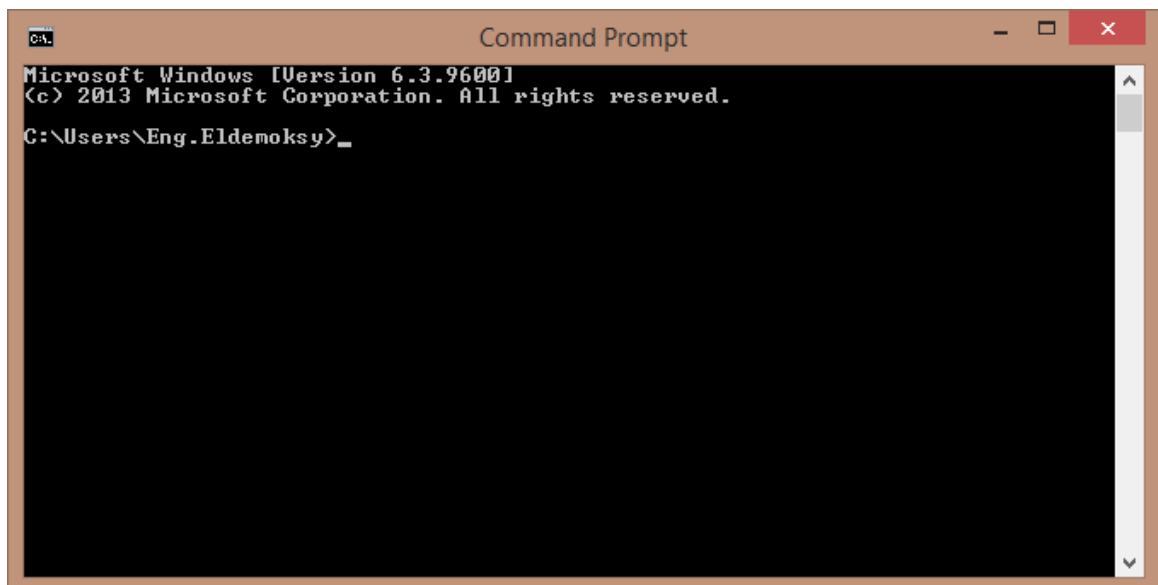 Command Prompt
Microsoft Windows [Version 6.3.9600]
(c) 2013 Microsoft Corporation. All rights reserved.
C:\Users\Eng.Eldemoksy>_